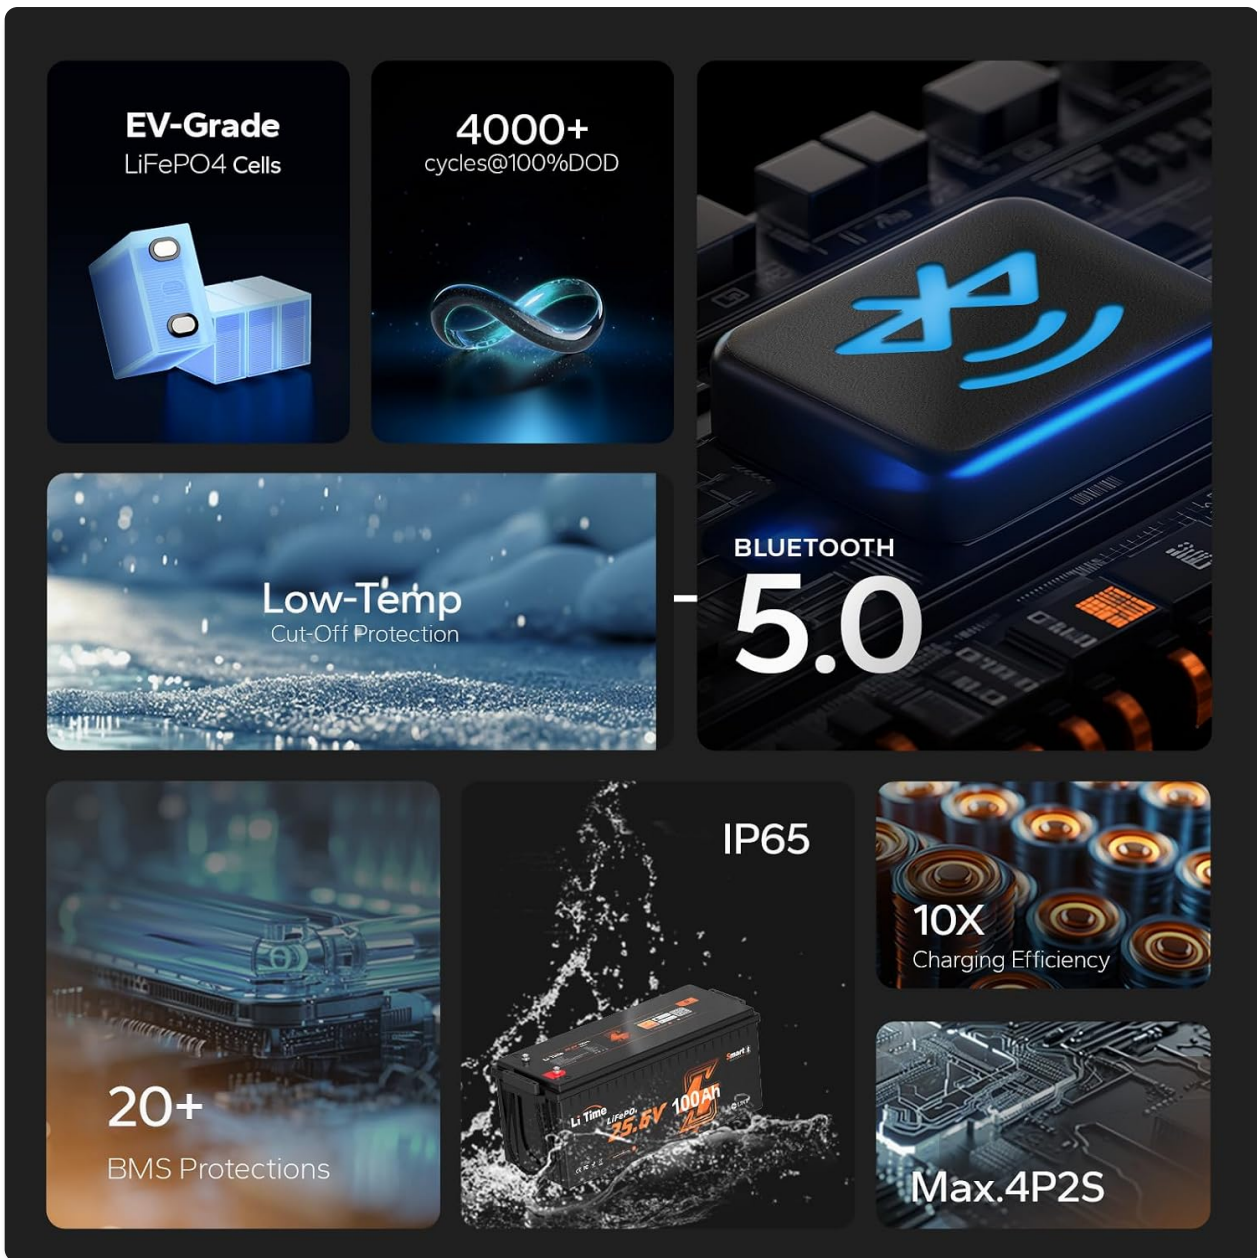 EV-Grade
LiFePO4 Cells
4000+
cycles@100%DOD
BLUETOOTH
5.0
Low-Temp
Cut-Off Protection
20+
BMS Protections
IP65
Smart
Li Time
LiFePO₄
25.6V
100Ah
10X
Charging Efficiency
Max.4P2S